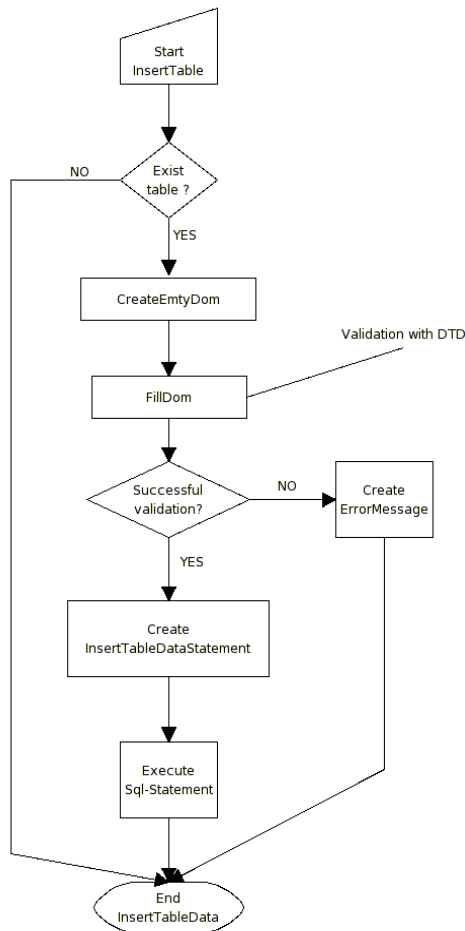 Start
InsertTable
NO
Exist
table ?
YES
CreateEmtyDom
Validation with DTD
FillDom
Successful
validation?
NO
Create
ErrorMessage
YES
Create
InsertTableDataStatement
Execute
Sql-Statement
End
InsertTableData